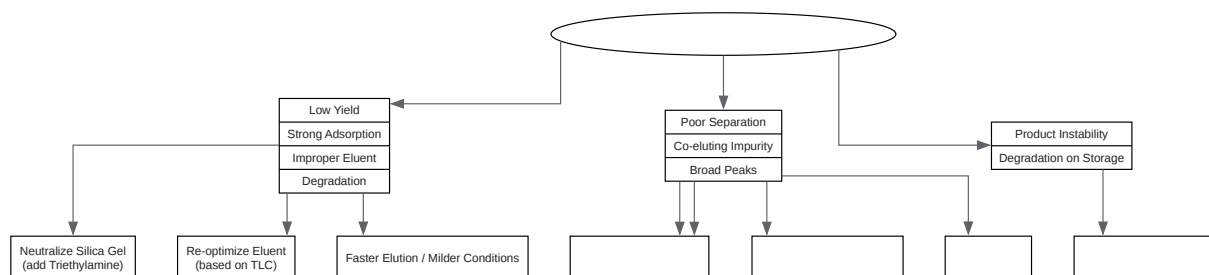 Low Yield
Strong Adsorption
Improper Eluent
Degradation
Poor Separation
Co-eluting Impurity
Broad Peaks
Product Instability
Degradation on Storage
Neutralize Silica Gel
(add Triethylamine)
Re-optimize Eluent
(based on TLC)
Faster Elution / Milder Conditions